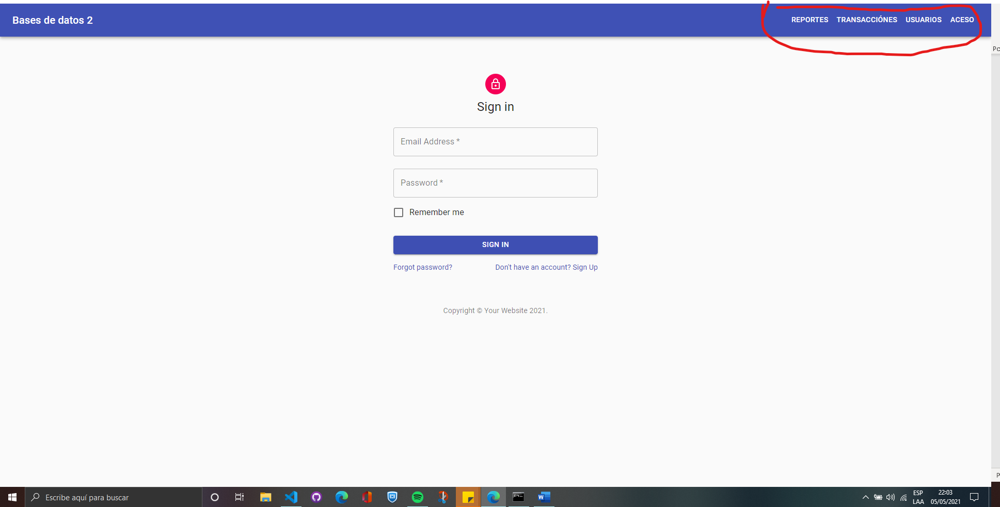 Bases de datos 2
REPORTES TRANSACCIÓNES USUARIOS ACESO
Sign in
Email Address *
Password *
Remember me
SIGN IN
Forgot password? Don't have an account? Sign Up
Copyright © Your Website 2021.
Escribe aquí para buscar
ESP 22:03
LAA 05/05/2021